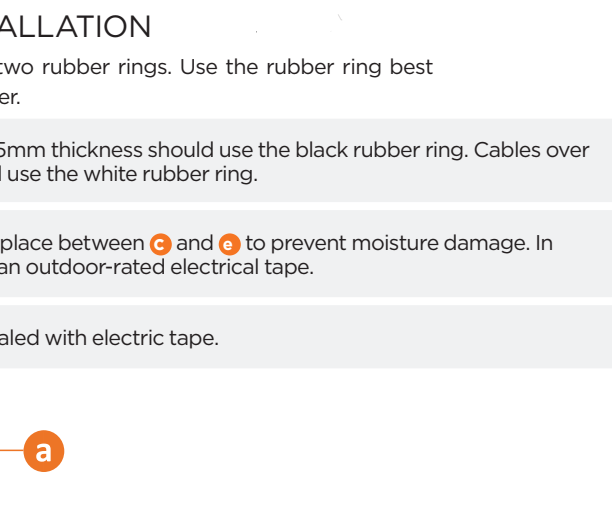 ALLATION
two rubber rings. Use the rubber ring best
er.
5mm thickness should use the black rubber ring. Cables over
use the white rubber ring.
place between c and e to prevent moisture damage. In
an outdoor-rated electrical tape.
aled with electric tape.
a